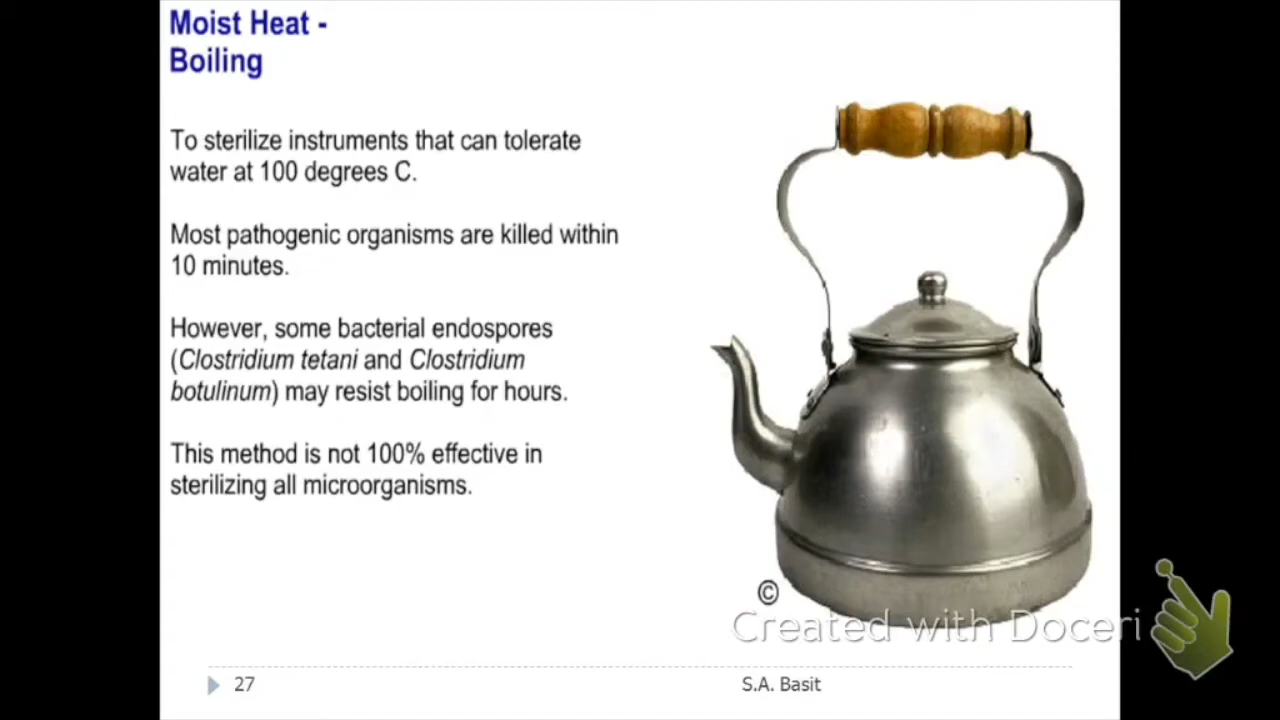 Moist Heat -
Boiling
To sterilize instruments that can tolerate
water at 100 degrees C.
Most pathogenic organisms are killed within
10 minutes.
However, some bacterial endospores
(Clostridium tetani and Clostridium
botulinum) may resist boiling for hours.
This method is not 100% effective in
sterilizing all microorganisms.
©
Created with Doceri
27
S.A. Basit